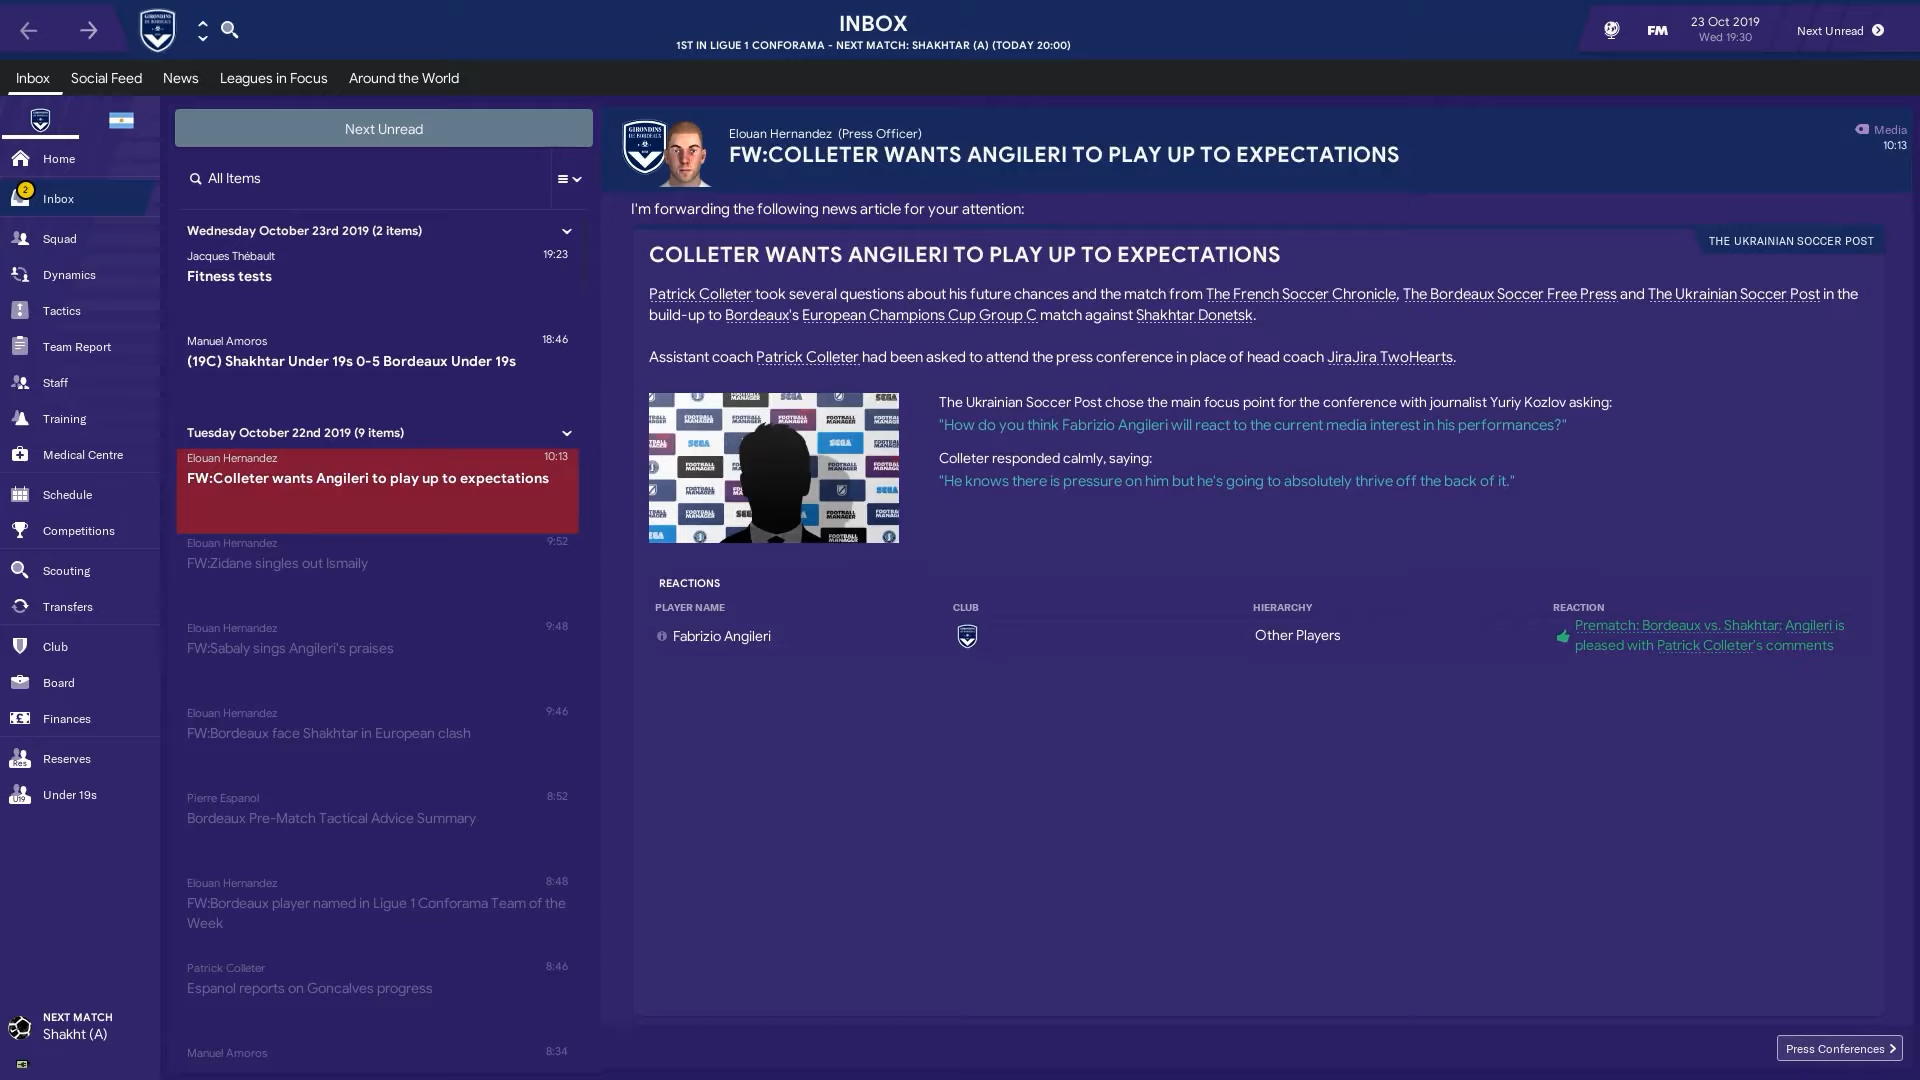 INBOX
1ST IN LIGUE 1 CONFORAMA - NEXT MATCH: SHAKHTAR (A) (TODAY 20:00)
FM
23 Oct 2019
Wed 19:30
Next Unread
Inbox
Social Feed
News
Leagues in Focus
Around the World
Home
2
Inbox
Squad
Dynamics
Tactics
Team Report
Staff
Training
Medical Centre
Schedule
Competitions
Scouting
Transfers
Club
Board
Finances
Res
Reserves
U19
Under 19s
NEXT MATCH
Shakht (A)
Next Unread
All Items
Wednesday October 23rd 2019 (2 items)
Jacques Thébault 19:23
Fitness tests
Manuel Amoros 18:46
(19C) Shakhtar Under 19s 0-5 Bordeaux Under 19s
Tuesday October 22nd 2019 (9 items)
Elouan Hernandez 10:13
FW:Colleter wants Angileri to play up to expectations
Elouan Hernandez 9:52
FW:Zidane singles out Ismaily
Elouan Hernandez 9:48
FW:Sabaly sings Angileri's praises
Elouan Hernandez 9:46
FW:Bordeaux face Shakhtar in European clash
Pierre Espanol 8:52
Bordeaux Pre-Match Tactical Advice Summary
Elouan Hernandez 8:48
FW:Bordeaux player named in Ligue 1 Conforama Team of the
Week
Patrick Colleter 8:46
Espanol reports on Goncalves progress
Manuel Amoros 8:34
GIRONDINS
DE BORDEAUX
Elouan Hernandez (Press Officer)
FW:COLLETER WANTS ANGILERI TO PLAY UP TO EXPECTATIONS
Media
10:13
I'm forwarding the following news article for your attention:
THE UKRAINIAN SOCCER POST
COLLETER WANTS ANGILERI TO PLAY UP TO EXPECTATIONS
Patrick Colleter took several questions about his future chances and the match from The French Soccer Chronicle, The Bordeaux Soccer Free Press and The Ukrainian Soccer Post in the
build-up to Bordeaux's European Champions Cup Group C match against Shakhtar Donetsk.
Assistant coach Patrick Colleter had been asked to attend the press conference in place of head coach JiraJira TwoHearts.
The Ukrainian Soccer Post chose the main focus point for the conference with journalist Yuriy Kozlov asking:
"How do you think Fabrizio Angileri will react to the current media interest in his performances?"
Colleter responded calmly, saying:
"He knows there is pressure on him but he's going to absolutely thrive off the back of it."
REACTIONS
PLAYER NAME CLUB HIERARCHY REACTION
Fabrizio Angileri Other Players
Prematch: Bordeaux vs. Shakhtar: Angileri is
pleased with Patrick Colleter's comments
Press Conferences